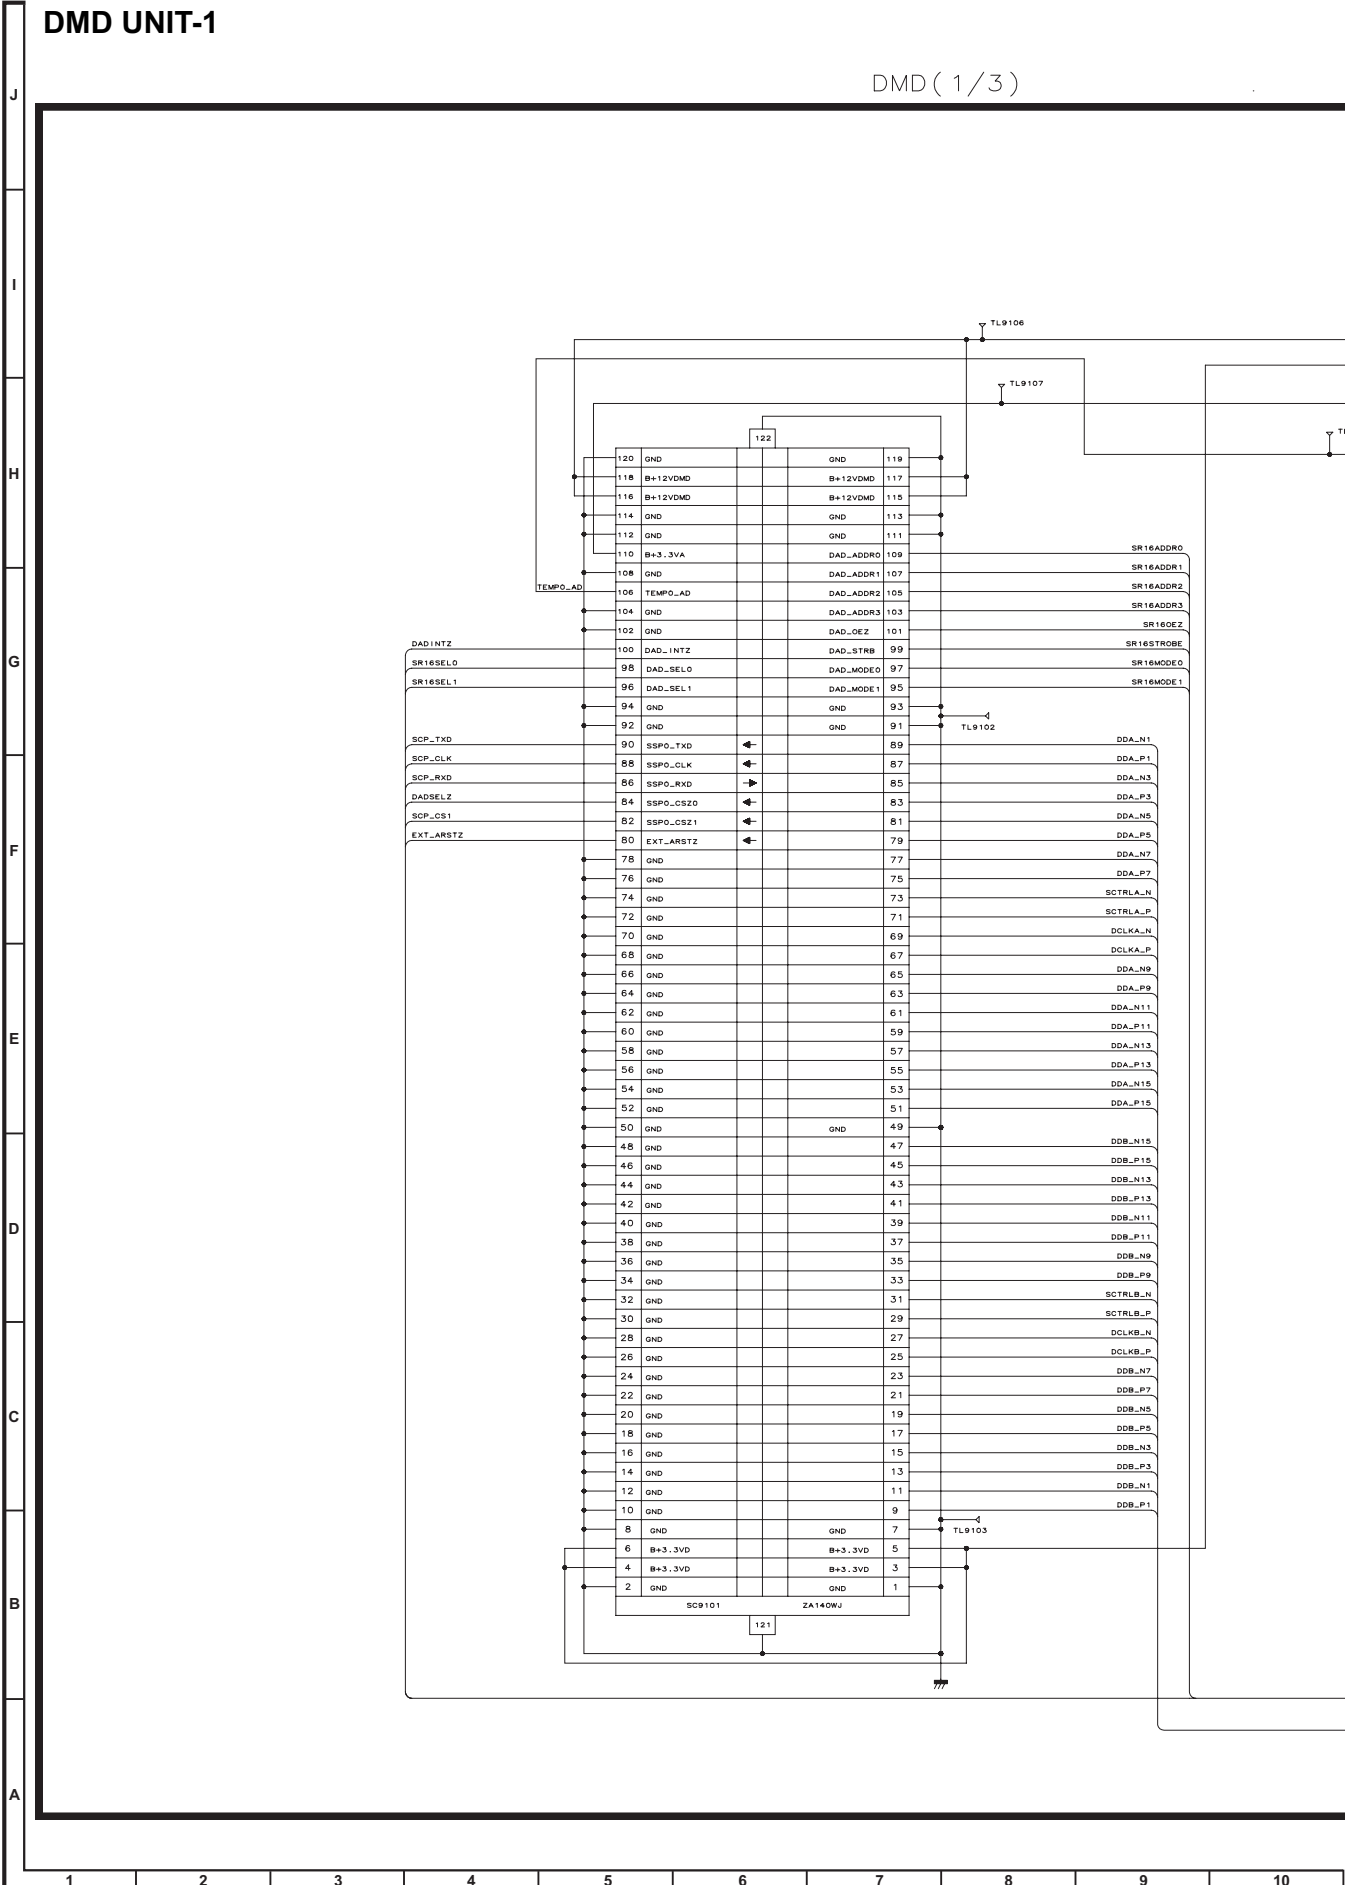 DMD UNIT-1
DMD(1/3)
J
I
H
G
F
E
D
C
B
A
TL9106
TL9107
122
120 GND GND 119
118 B+12VDMD B+12VDMD 117
116 B+12VDMD B+12VDMD 115
114 GND GND 113
112 GND GND 111
110 B+3.3VA DAD_ADDR0 109 SR16ADDR0
108 GND DAD_ADDR1 107 SR16ADDR1
TEMPO_AD 106 TEMPO_AD DAD_ADDR2 105 SR16ADDR2
104 GND DAD_ADDR3 103 SR16ADDR3
102 GND DAD_OEZ 101 SR16OEZ
DADINTZ 100 DAD_INTZ DAD_STRB 99 SR16STROBE
SR16SEL0 98 DAD_SEL0 DAD_MODE0 97 SR16MODE0
SR16SEL1 96 DAD_SEL1 DAD_MODE1 95 SR16MODE1
94 GND GND 93
92 GND GND 91 TL9102
SCP_TXD 90 SSP0_TXD 89 DDA_N1
SCP_CLK 88 SSP0_CLK 87 DDA_P1
SCP_RXD 86 SSP0_RXD 85 DDA_N3
DADSELZ 84 SSP0_CSZ0 83 DDA_P3
SCP_CS1 82 SSP0_CSZ1 81 DDA_N5
EXT_ARSTZ 80 EXT_ARSTZ 79 DDA_P5
78 GND 77 DDA_N7
76 GND 75 DDA_P7
74 GND 73 SCTRLA_N
72 GND 71 SCTRLA_P
70 GND 69 DCLKA_N
68 GND 67 DCLKA_P
66 GND 65 DDA_N9
64 GND 63 DDA_P9
62 GND 61 DDA_N11
60 GND 59 DDA_P11
58 GND 57 DDA_N13
56 GND 55 DDA_P13
54 GND 53 DDA_N15
52 GND 51 DDA_P15
50 GND GND 49
48 GND 47 DDB_N15
46 GND 45 DDB_P15
44 GND 43 DDB_N13
42 GND 41 DDB_P13
40 GND 39 DDB_N11
38 GND 37 DDB_P11
36 GND 35 DDB_N9
34 GND 33 DDB_P9
32 GND 31 SCTRLB_N
30 GND 29 SCTRLB_P
28 GND 27 DCLKB_N
26 GND 25 DCLKB_P
24 GND 23 DDB_N7
22 GND 21 DDB_P7
20 GND 19 DDB_N5
18 GND 17 DDB_P5
16 GND 15 DDB_N3
14 GND 13 DDB_P3
12 GND 11 DDB_N1
10 GND 9 DDB_P1
8 GND GND 7 TL9103
6 B+3.3VD B+3.3VD 5
4 B+3.3VD B+3.3VD 3
2 GND GND 1
SC9101 ZA140WJ
121
1 2 3 4 5 6 7 8 9 10